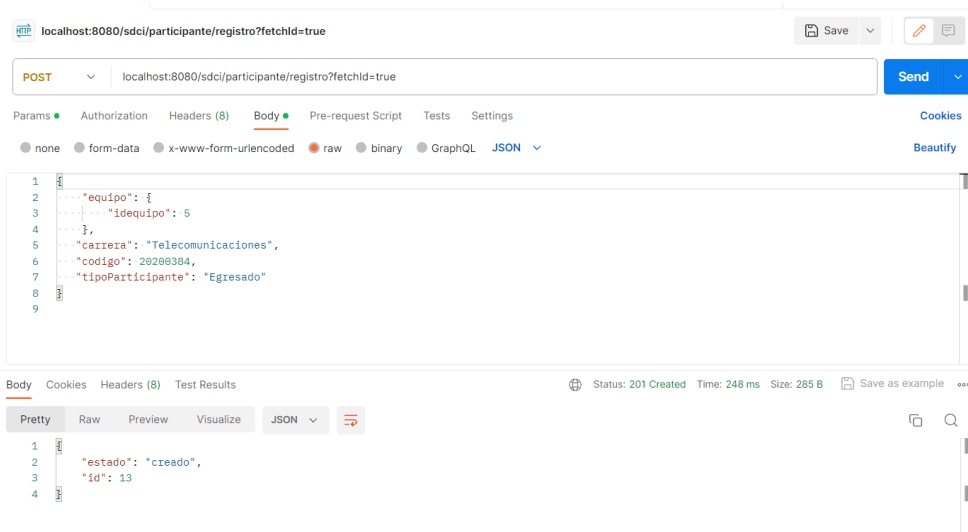 HTTP localhost:8080/sdci/participante/registro?fetchId=true Save
POST localhost:8080/sdci/participante/registro?fetchId=true Send
Params Authorization Headers (8) Body Pre-request Script Tests Settings Cookies
none form-data x-www-form-urlencoded raw binary GraphQL JSON Beautify
1 {
2 "equipo": {
3 "idequipo": 5
4 },
5 "carrera": "Telecomunicaciones",
6 "codigo": 20200384,
7 "tipoParticipante": "Egresado"
8 }
9
Body Cookies Headers (8) Test Results Status: 201 Created Time: 248 ms Size: 285 B Save as example
Pretty Raw Preview Visualize JSON
1 {
2 "estado": "creado",
3 "id": 13
4 }